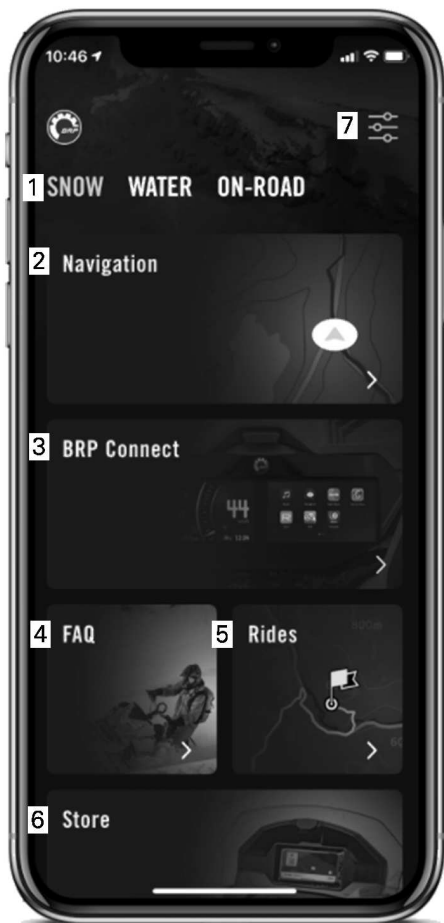 10:46
BRP
7
1 SNOW WATER ON-ROAD
2 Navigation
3 BRP Connect
44
4 FAQ
5 Rides
6 Store